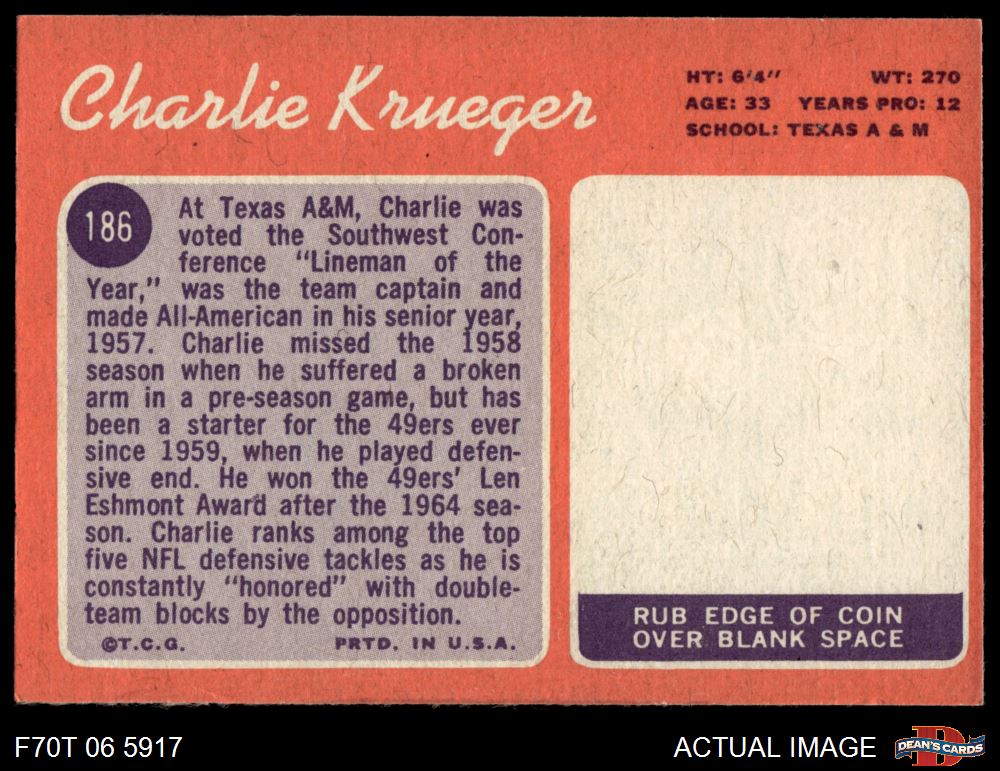 Charlie Krueger
HT: 6'4" WT: 270
AGE: 33 YEARS PRO: 12
SCHOOL: TEXAS A & M
186
At Texas A&M, Charlie was
voted the Southwest Con-
ference "Lineman of the
Year," was the team captain and
made All-American in his senior year,
1957. Charlie missed the 1958
season when he suffered a broken
arm in a pre-season game, but has
been a starter for the 49ers ever
since 1959, when he played defen-
sive end. He won the 49ers' Len
Eshmont Award after the 1964 sea-
son. Charlie ranks among the top
five NFL defensive tackles as he is
constantly "honored" with double-
team blocks by the opposition.
©T.C.G. PRTD. IN U.S.A.
RUB EDGE OF COIN
OVER BLANK SPACE
F70T 06 5917
ACTUAL IMAGE
D
DEAN'S CARDS